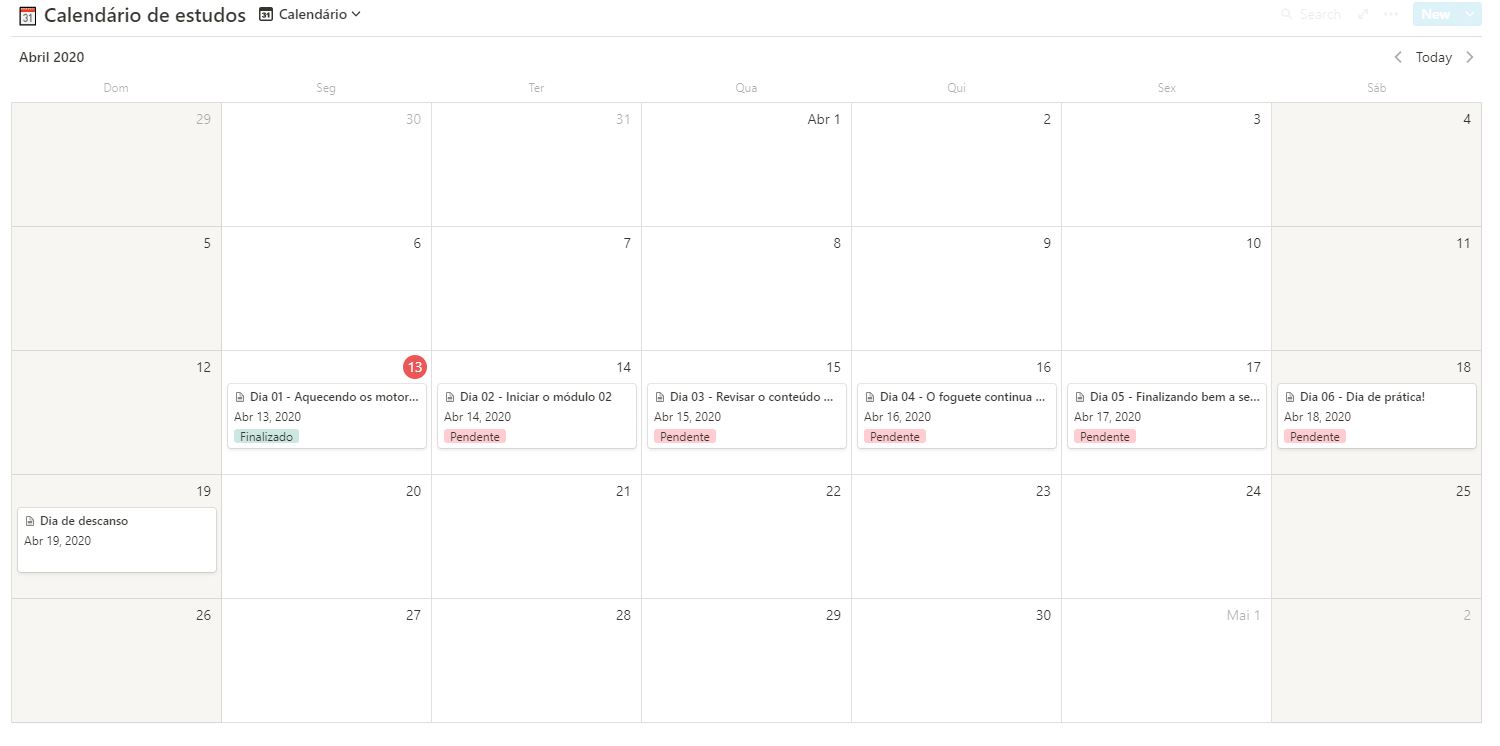 31 Calendário de estudos 31 Calendário Search New
Abril 2020 Today
Dom Seg Ter Qua Qui Sex Sáb
29 30 31 Abr 1 2 3 4
5 6 7 8 9 10 11
12 13 14 15 16 17 18
Dia 01 - Aquecendo os motor... Dia 02 - Iniciar o módulo 02 Dia 03 - Revisar o conteúdo ... Dia 04 - O foguete continua ... Dia 05 - Finalizando bem a se... Dia 06 - Dia de prática!
Abr 13, 2020 Abr 14, 2020 Abr 15, 2020 Abr 16, 2020 Abr 17, 2020 Abr 18, 2020
Finalizado Pendente Pendente Pendente Pendente Pendente
19 20 21 22 23 24 25
Dia de descanso
Abr 19, 2020
26 27 28 29 30 Mai 1 2